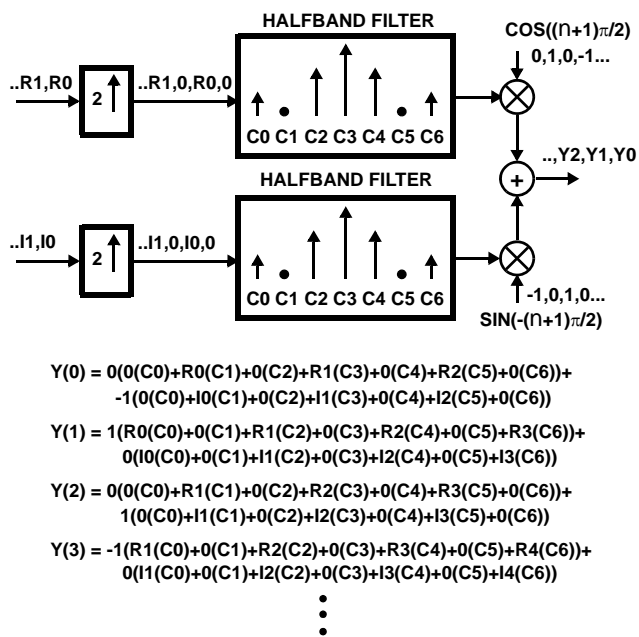 HALFBAND FILTER
COS((n+1)π/2)
0,1,0,-1...
..R1,R0
2
..R1,0,R0,0
C0 C1 C2 C3 C4 C5 C6
..,Y2,Y1,Y0
+
HALFBAND FILTER
..I1,I0
2
..I1,0,I0,0
C0 C1 C2 C3 C4 C5 C6
-1,0,1,0...
SIN(-(n+1)π/2)
Y(0) = 0(0(C0)+R0(C1)+0(C2)+R1(C3)+0(C4)+R2(C5)+0(C6))+
-1(0(C0)+I0(C1)+0(C2)+I1(C3)+0(C4)+I2(C5)+0(C6))
Y(1) = 1(R0(C0)+0(C1)+R1(C2)+0(C3)+R2(C4)+0(C5)+R3(C6))+
0(I0(C0)+0(C1)+I1(C2)+0(C3)+I2(C4)+0(C5)+I3(C6))
Y(2) = 0(0(C0)+R1(C1)+0(C2)+R2(C3)+0(C4)+R3(C5)+0(C6))+
1(0(C0)+I1(C1)+0(C2)+I2(C3)+0(C4)+I3(C5)+0(C6))
Y(3) = -1(R1(C0)+0(C1)+R2(C2)+0(C3)+R3(C4)+0(C5)+R4(C6))+
0(I1(C0)+0(C1)+I2(C2)+0(C3)+I3(C4)+0(C5)+I4(C6))